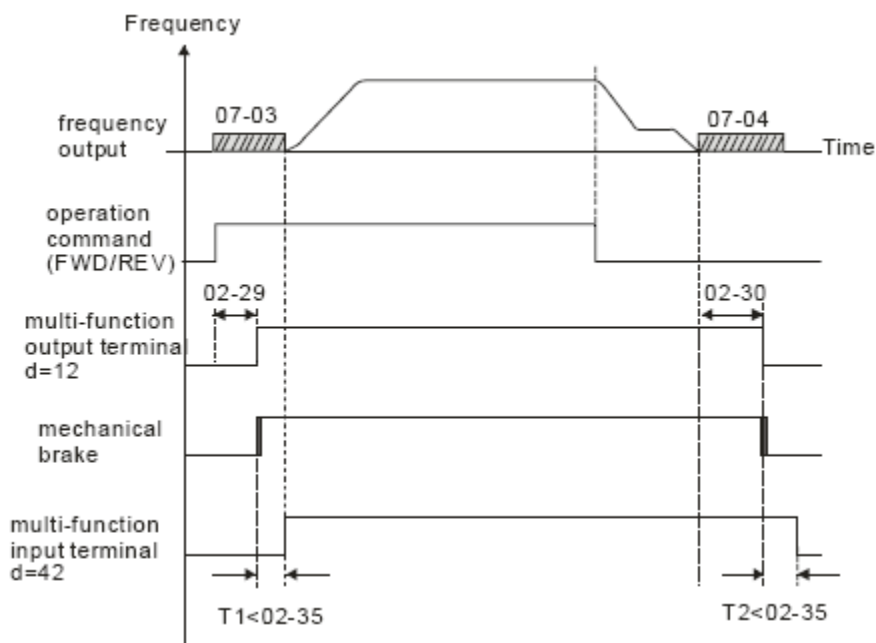 Frequency
07-03
07-04
frequency
output
Time
operation
command
(FWD/REV)
02-29
02-30
multi-function
output terminal
d=12
mechanical
brake
multi-function
input terminal
d=42
T1<02-35
T2<02-35